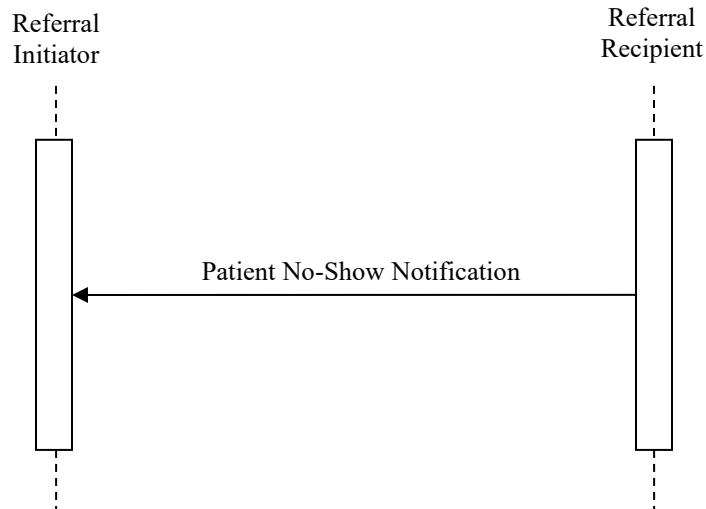 Referral
Initiator
Referral
Recipient
Patient No-Show Notification